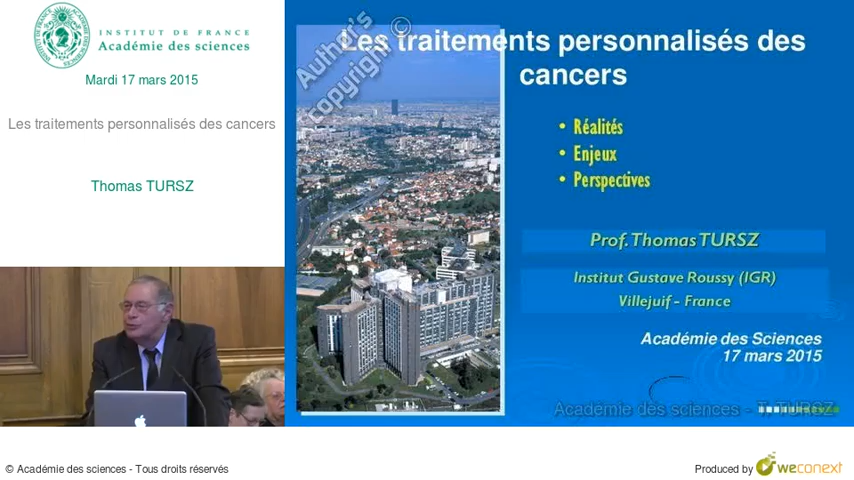 INSTITUT DE FRANCE
Académie des sciences
Mardi 17 mars 2015
Les traitements personnalisés des cancers
Thomas TURSZ
Author's ©
copyright
Les traitements personnalisés des
cancers
• Réalités
• Enjeux
• Perspectives
Prof. Thomas TURSZ
Institut Gustave Roussy (IGR)
Villejuif - France
Académie des Sciences
17 mars 2015
Académie des sciences - T. TURSZ
© Académie des sciences - Tous droits réservés
Produced by weconext